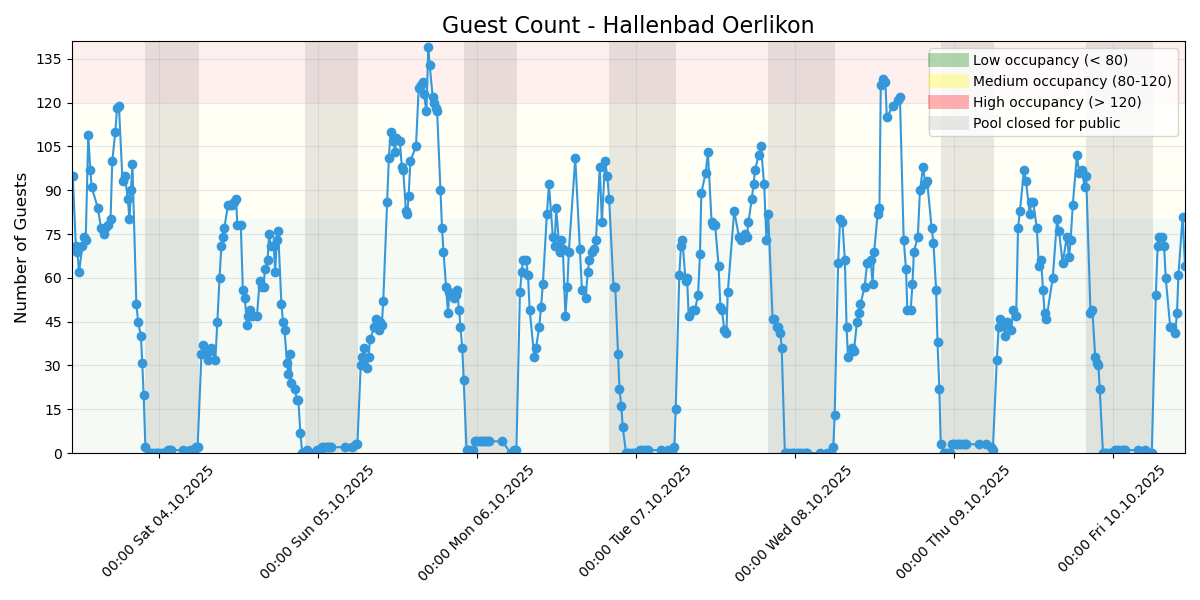 Guest Count - Hallenbad Oerlikon
Number of Guests
135
120
105
90
75
60
45
30
15
0
Low occupancy (< 80)
Medium occupancy (80-120)
High occupancy (> 120)
Pool closed for public
00:00 Sat 04.10.2025
00:00 Sun 05.10.2025
00:00 Mon 06.10.2025
00:00 Tue 07.10.2025
00:00 Wed 08.10.2025
00:00 Thu 09.10.2025
00:00 Fri 10.10.2025